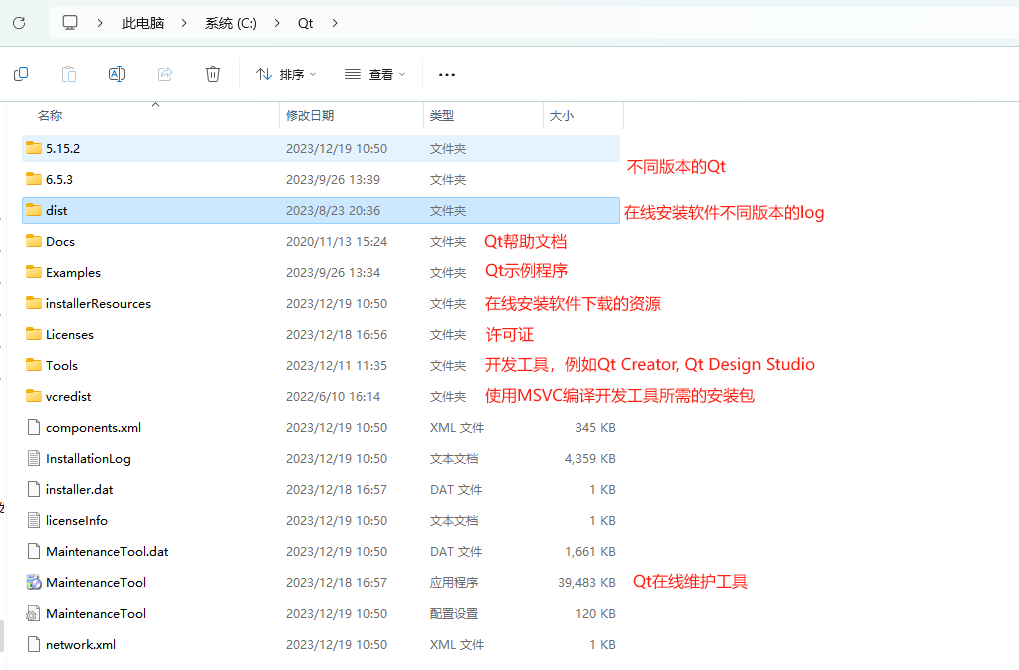 此电脑 系统 (C:) Qt
排序 查看
名称 修改日期 类型 大小
5.15.2 2023/12/19 10:50 文件夹
不同版本的Qt
6.5.3 2023/9/26 13:39 文件夹
dist 2023/8/23 20:36 文件夹 在线安装软件不同版本的log
Docs 2020/11/13 15:24 文件夹 Qt帮助文档
Examples 2023/9/26 13:34 文件夹 Qt示例程序
installerResources 2023/12/19 10:50 文件夹 在线安装软件下载的资源
Licenses 2023/12/18 16:56 文件夹 许可证
Tools 2023/12/11 11:35 文件夹 开发工具，例如Qt Creator, Qt Design Studio
vcredist 2022/6/10 16:14 文件夹 使用MSVC编译开发工具所需的安装包
components.xml 2023/12/19 10:50 XML 文件 345 KB
InstallationLog 2023/12/19 10:50 文本文档 4,359 KB
installer.dat 2023/12/18 16:57 DAT 文件 1 KB
licenseInfo 2023/12/19 10:50 文本文档 1 KB
MaintenanceTool.dat 2023/12/19 10:50 DAT 文件 1,661 KB
MaintenanceTool 2023/12/18 16:57 应用程序 39,483 KB Qt在线维护工具
MaintenanceTool 2023/12/19 10:50 配置设置 120 KB
network.xml 2023/12/19 10:50 XML 文件 1 KB